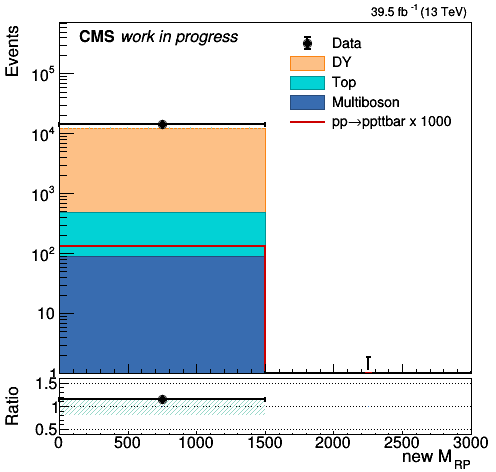 39.5 fb⁻¹ (13 TeV)
CMS work in progress
Data
DY
Top
Multiboson
pp→ppttbar x 1000
Events
10⁵
10⁴
10³
10²
10
1
Ratio
1.5
1
0.5
0 500 1000 1500 2000 2500 3000
new M_RP